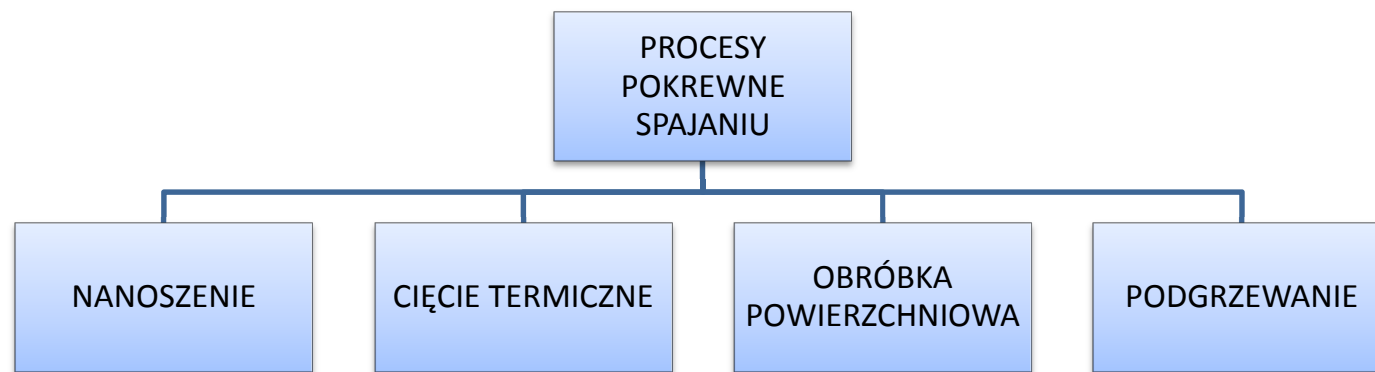 PROCESY
POKREWNE
SPAJANIU
NANOSZENIE
CIĘCIE TERMICZNE
OBRÓBKA
POWIERZCHNIOWA
PODGRZEWANIE